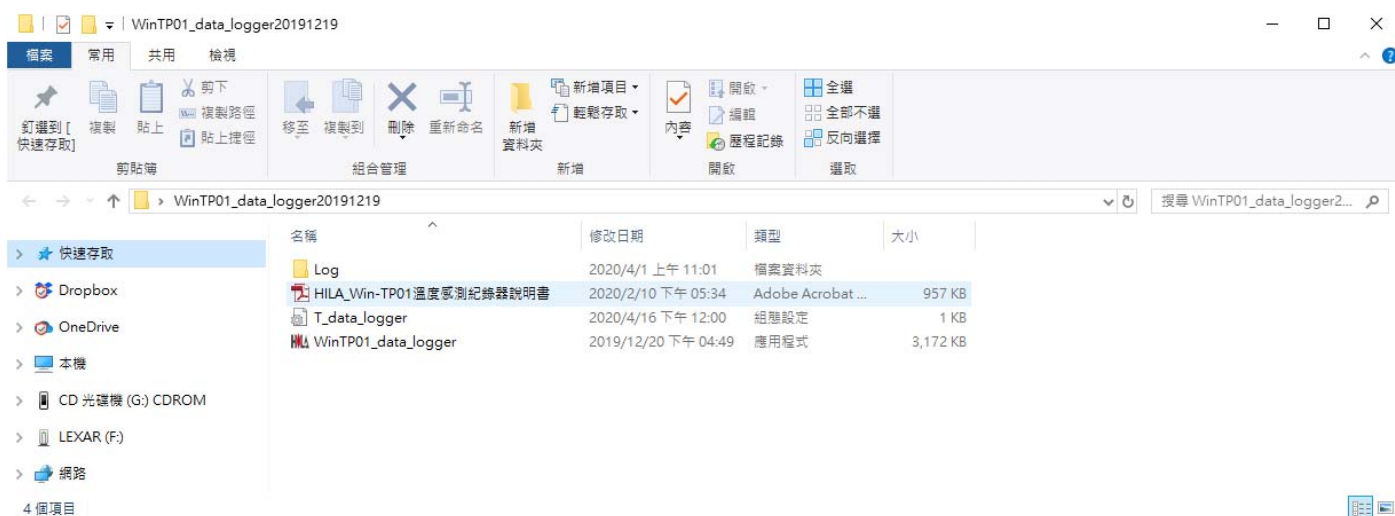 WinTP01_data_logger20191219
檔案 常用 共用 檢視
釘選到 [快速存取]
複製
貼上
剪下
複製路徑
貼上捷徑
剪貼簿
移至
複製到
刪除
重新命名
組合管理
新增資料夾
新增項目
輕鬆存取
新增
內容
開啟
編輯
歷程記錄
開啟
全選
全部不選
反向選擇
選取
WinTP01_data_logger20191219
搜尋 WinTP01_data_logger2...
名稱 修改日期 類型 大小
快速存取
Dropbox
OneDrive
本機
CD 光碟機 (G:) CDROM
LEXAR (F:)
網路
Log 2020/4/1 上午 11:01 檔案資料夾
HILA_Win-TP01溫度感測紀錄器說明書 2020/2/10 下午 05:34 Adobe Acrobat ... 957 KB
T_data_logger 2020/4/16 下午 12:00 組態設定 1 KB
WinTP01_data_logger 2019/12/20 下午 04:49 應用程式 3,172 KB
4 個項目